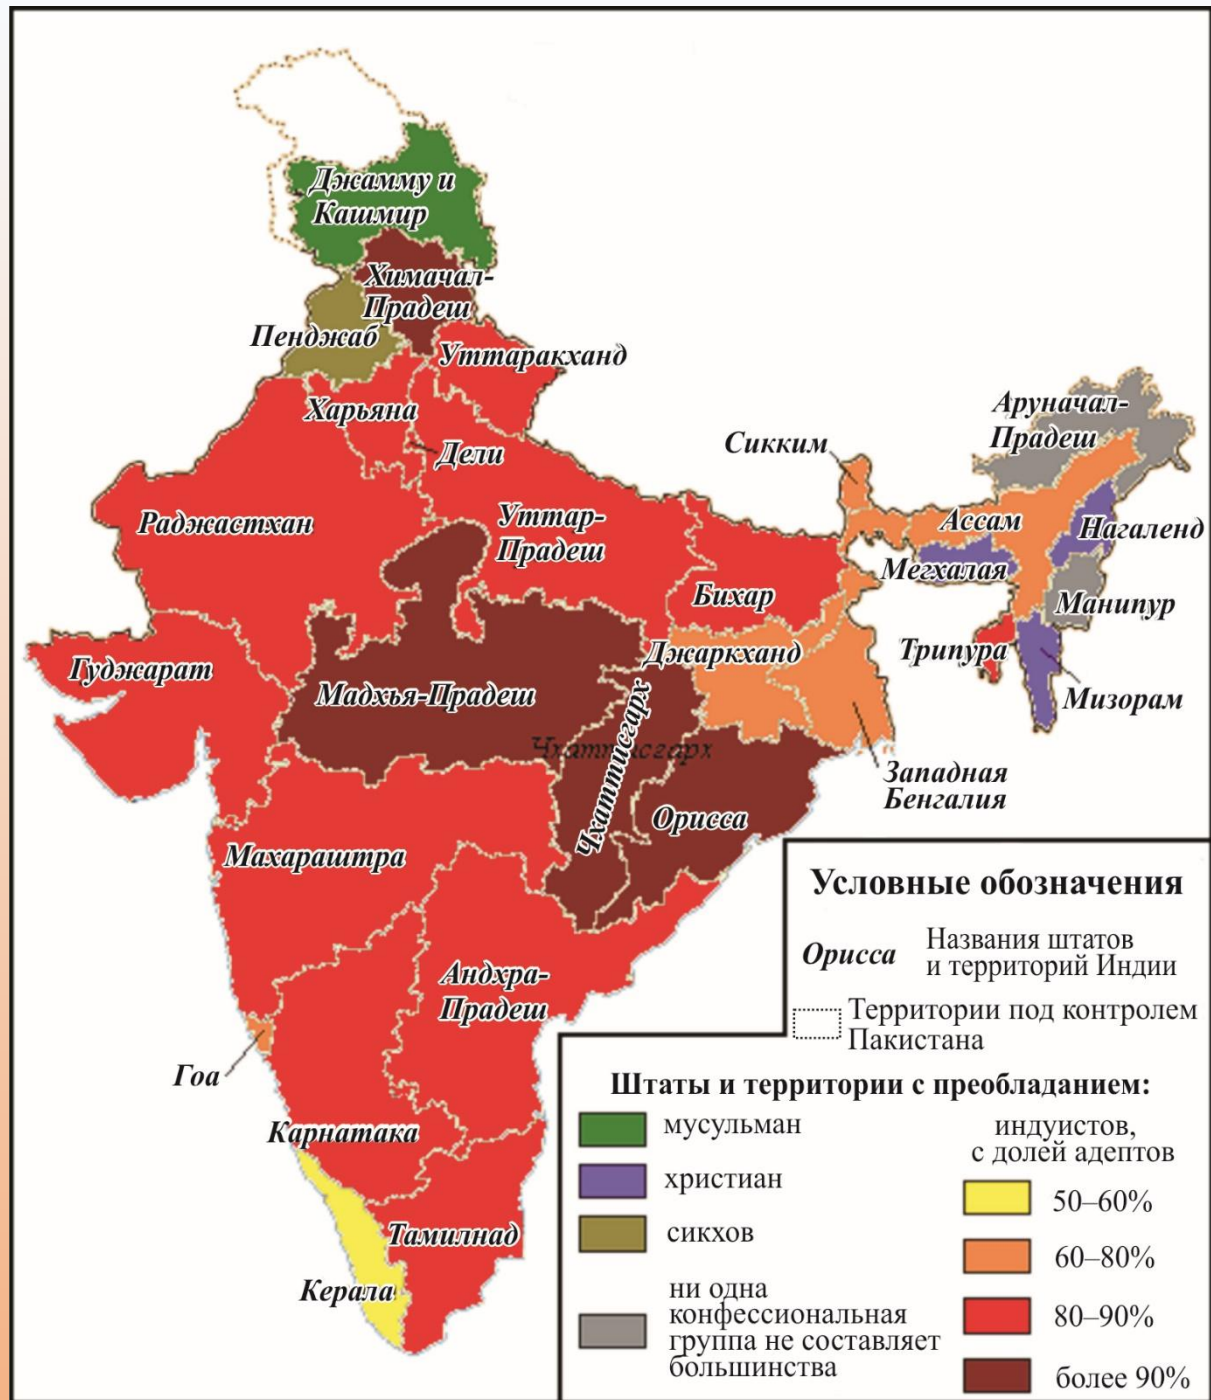 Джамму и
Кашмир
Химачал-
Прадеш
Пенджаб
Уттаракханд
Харьяна
Дели
Раджастхан
Уттар-
Прадеш
Сикким
Аруначал-
Прадеш
Ассам
Нагаленд
Мегхалая
Манипур
Бихар
Трипура
Мизорам
Гуджарат
Мадхья-Прадеш
Джаркханд
Чхаттисгарх
Чхаттисгарх
Западная
Бенгалия
Орисса
Махараштра
Андхра-
Прадеш
Гоа
Карнатака
Тамилнад
Керала
Условные обозначения
Орисса
Названия штатов
и территорий Индии
Территории под контролем
Пакистана
Штаты и территории с преобладанием:
мусульман
христиан
сикхов
ни одна
конфессиональная
группа не составляет
большинства
индуистов,
с долей адептов
50–60%
60–80%
80–90%
более 90%